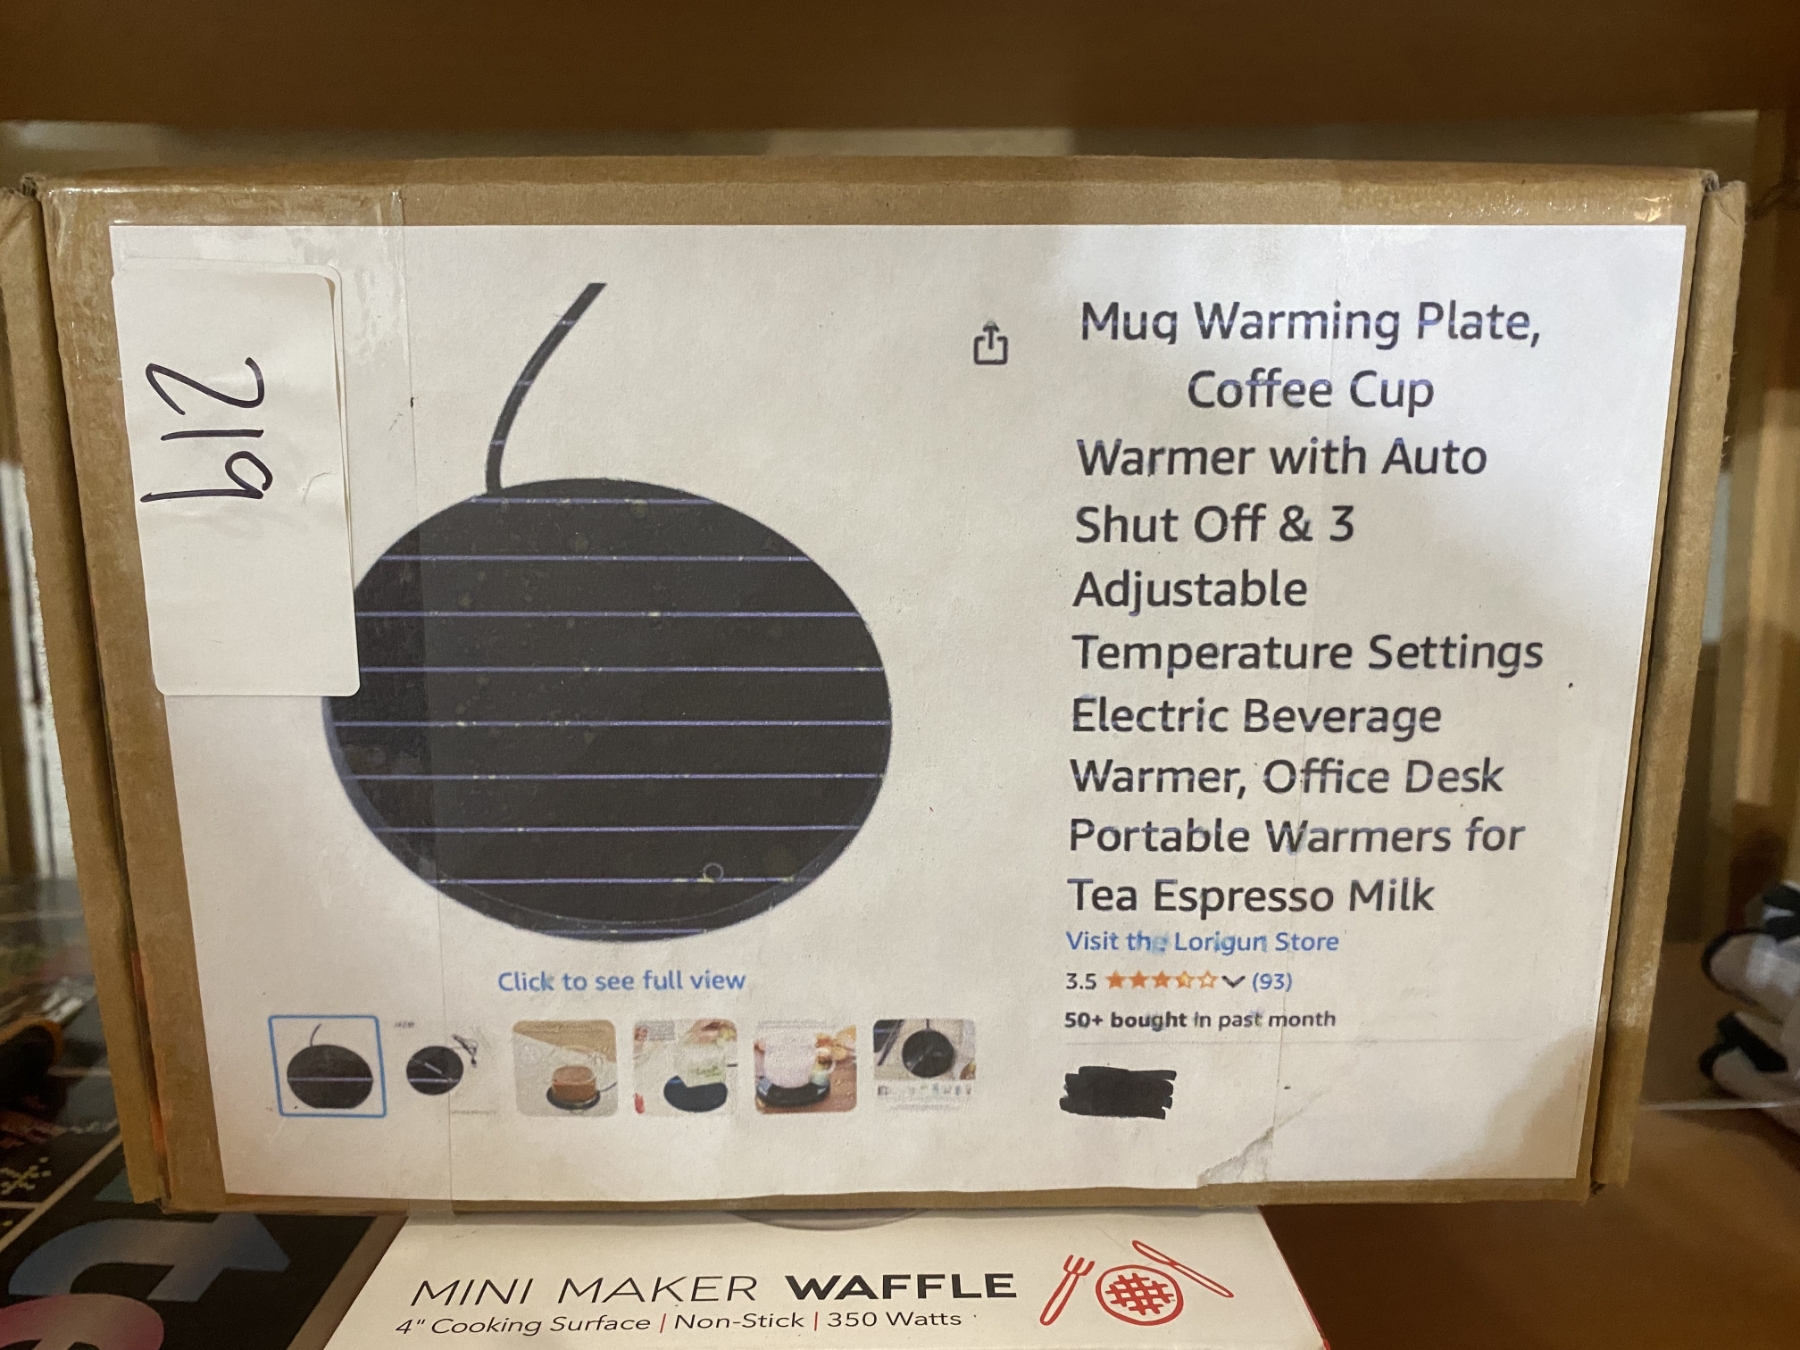 219
Mug Warming Plate,
Coffee Cup
Warmer with Auto
Shut Off & 3
Adjustable
Temperature Settings
Electric Beverage
Warmer, Office Desk
Portable Warmers for
Tea Espresso Milk
Visit the Lorigun Store
3.5 (93)
50+ bought in past month
Click to see full view
MINI MAKER WAFFLE
4" Cooking Surface | Non-Stick | 350 Watts